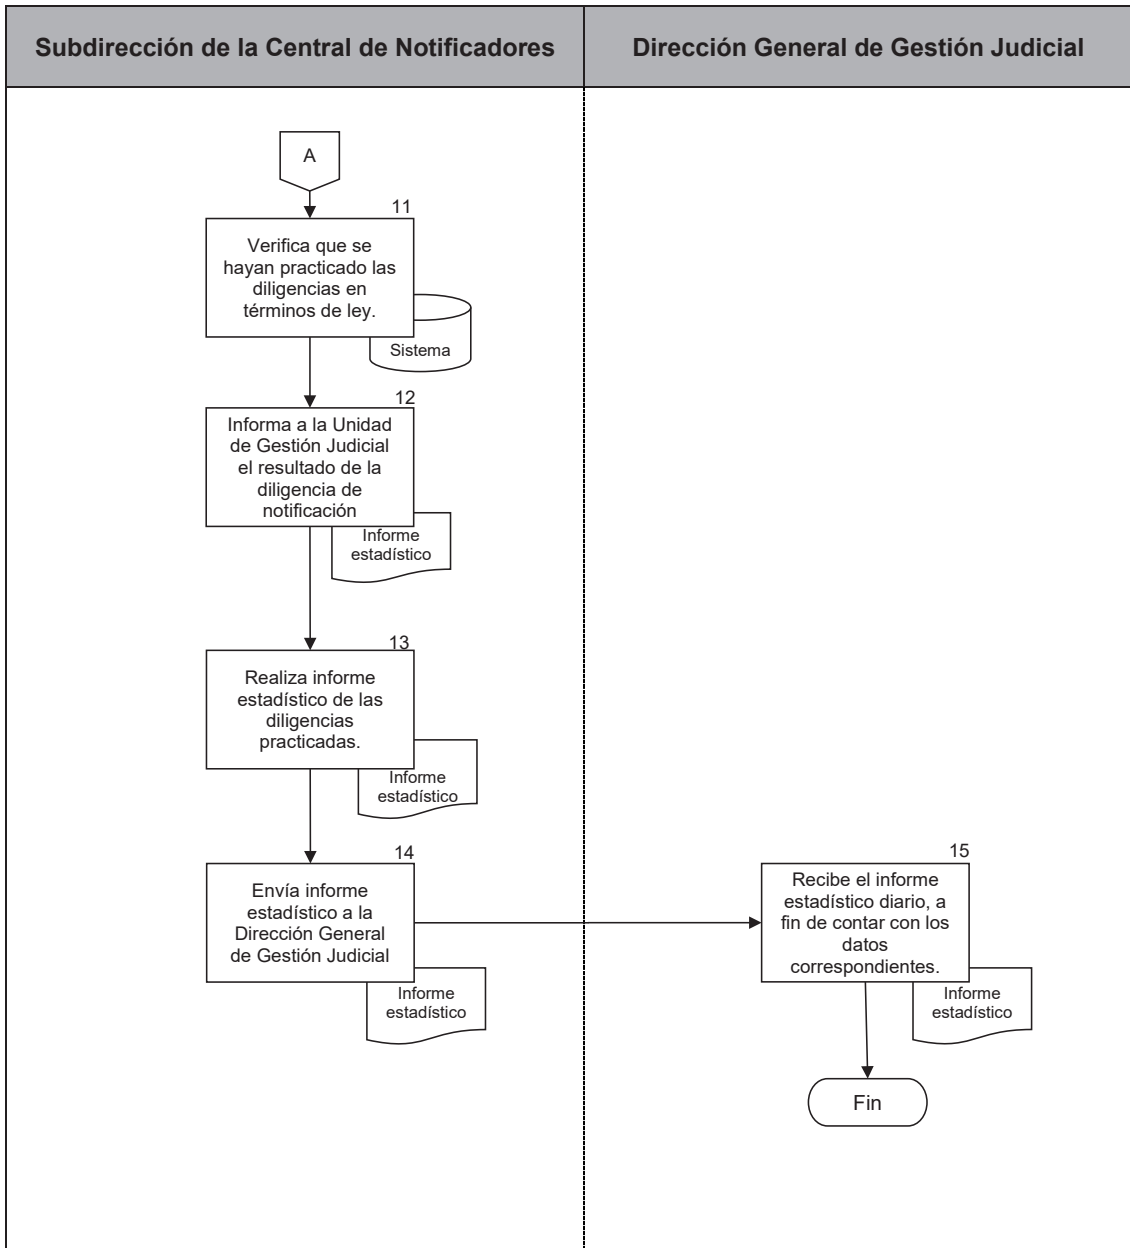 Subdirección de la Central de Notificadores
Dirección General de Gestión Judicial
A
11
Verifica que se
hayan practicado las
diligencias en
términos de ley.
Sistema
12
Informa a la Unidad
de Gestión Judicial
el resultado de la
diligencia de
notificación
Informe
estadístico
13
Realiza informe
estadístico de las
diligencias
practicadas.
Informe
estadístico
14
Envía informe
estadístico a la
Dirección General
de Gestión Judicial
Informe
estadístico
15
Recibe el informe
estadístico diario, a
fin de contar con los
datos
correspondientes.
Informe
estadístico
Fin